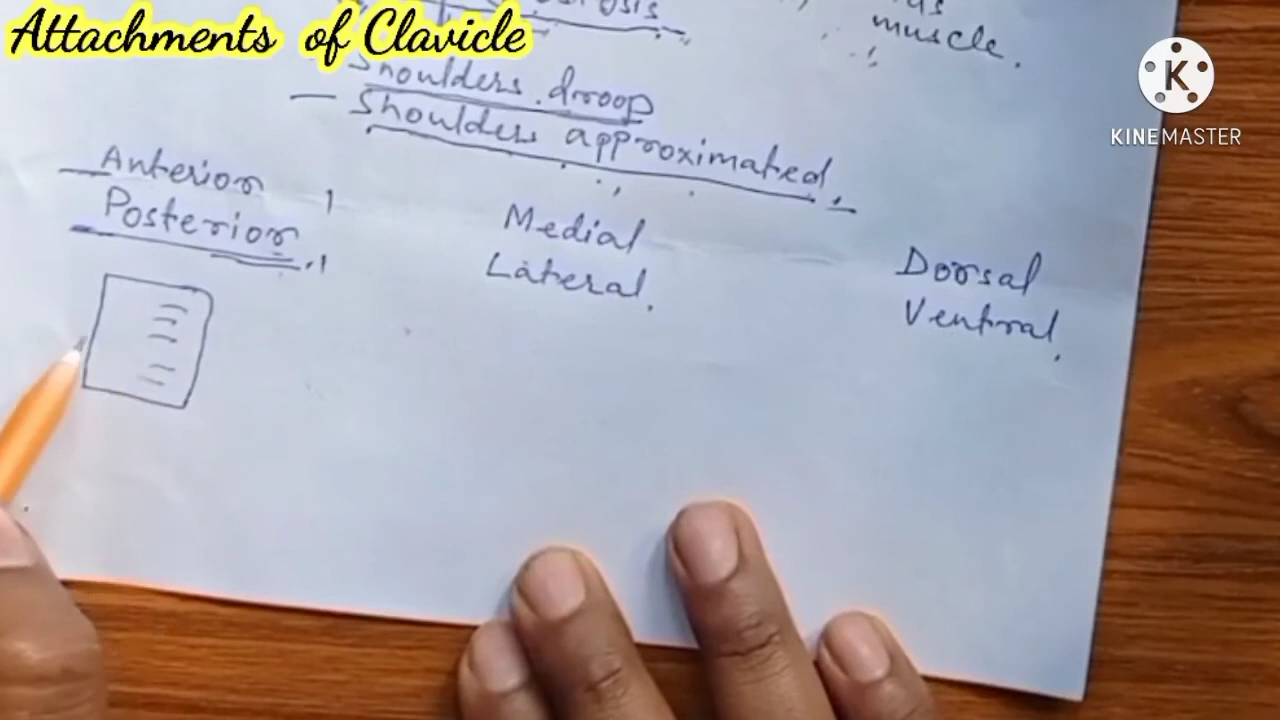 Attachments of Clavicle
muscle.
Shoulders droop
Shoulders approximated.
Anterior
Posterior
Medial
Lateral.
Dorsal
Ventral.
K
KINEMASTER